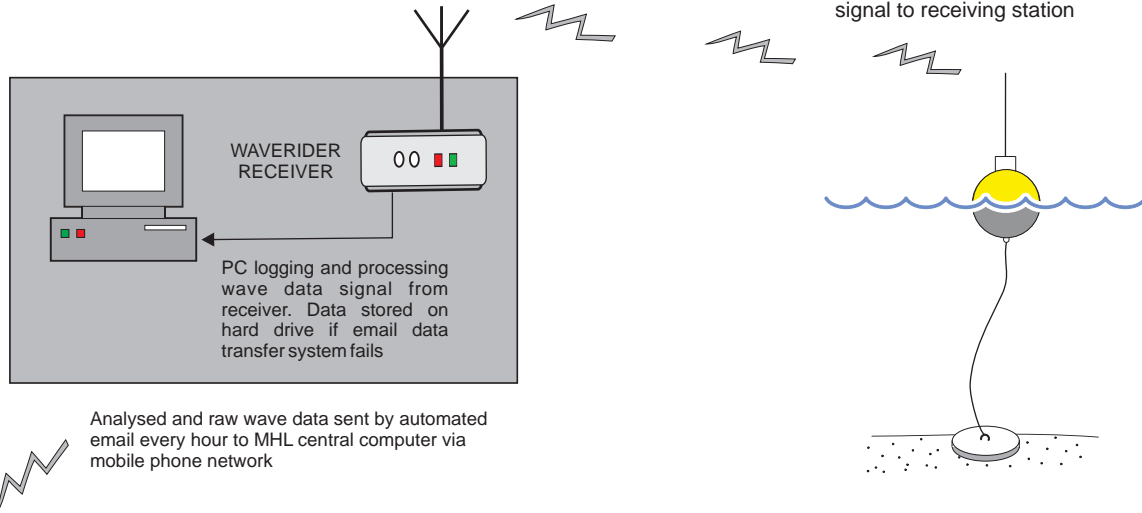 signal to receiving station
WAVERIDER
RECEIVER
PC logging and processing
wave data signal from
receiver. Data stored on
hard drive if email data
transfer system fails
Analysed and raw wave data sent by automated
email every hour to MHL central computer via
mobile phone network